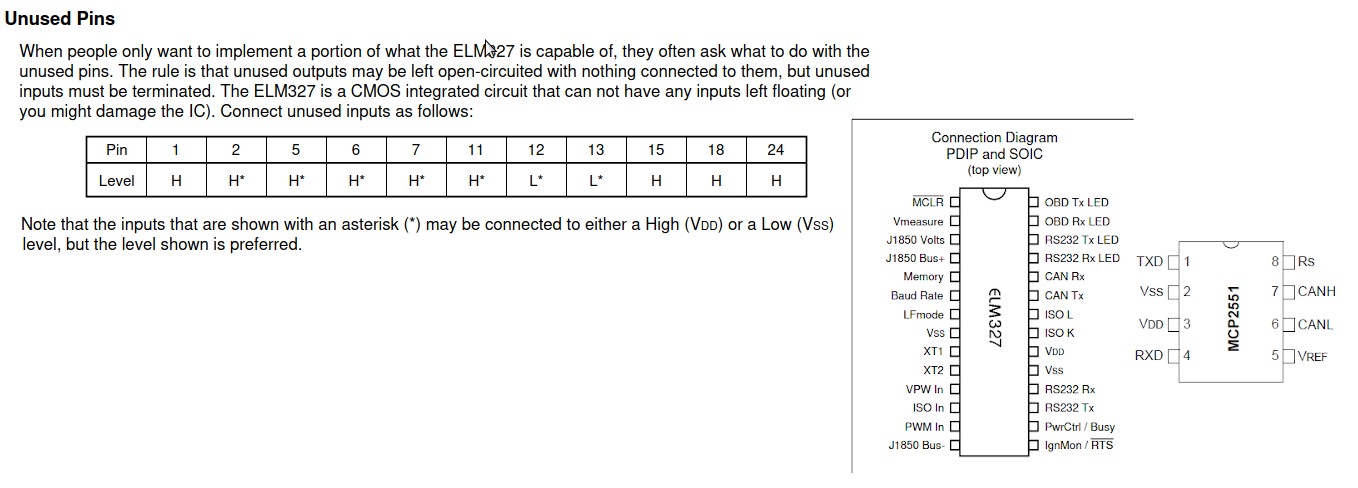 Unused Pins
When people only want to implement a portion of what the ELM327 is capable of, they often ask what to do with the
unused pins. The rule is that unused outputs may be left open-circuited with nothing connected to them, but unused
inputs must be terminated. The ELM327 is a CMOS integrated circuit that can not have any inputs left floating (or
you might damage the IC). Connect unused inputs as follows:
Pin 1 2 5 6 7 11 12 13 15 18 24
Level H H* H* H* H* H* L* L* H H H
Note that the inputs that are shown with an asterisk (*) may be connected to either a High (VDD) or a Low (Vss)
level, but the level shown is preferred.
Connection Diagram
PDIP and SOIC
(top view)
MCLR OBD Tx LED
Vmeasure OBD Rx LED
J1850 Volts RS232 Tx LED
J1850 Bus+ RS232 Rx LED
Memory CAN Rx
Baud Rate CAN Tx
LFmode ISO L
Vss ISO K
XT1 VDD
XT2 Vss
VPW In RS232 Rx
ISO In RS232 Tx
PWM In PwrCtrl / Busy
J1850 Bus- IgnMon / RTS
ELM327
TXD 1 8 Rs
Vss 2 7 CANH
VDD 3 6 CANL
RXD 4 5 VREF
MCP2551